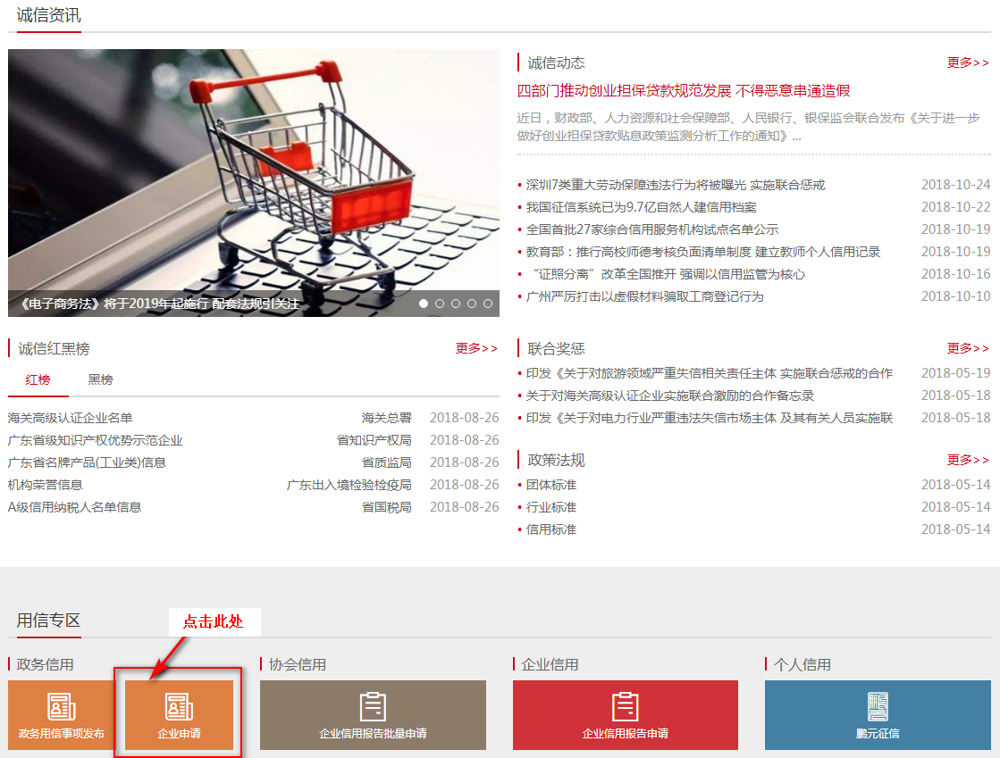 诚信资讯
《电子商务法》将于2019年起施行 配套法规引关注
诚信动态
更多>>
四部门推动创业担保贷款规范发展 不得恶意串通造假
近日，财政部、人力资源和社会保障部、人民银行、银保监会联合发布《关于进一步
做好创业担保贷款贴息政策监测分析工作的通知》...
• 深圳7类重大劳动保障违法行为将被曝光 实施联合惩戒 2018-10-24
• 我国征信系统已为9.7亿自然人建信用档案 2018-10-22
• 全国首批27家综合信用服务机构试点名单公示 2018-10-19
• 教育部：推行高校师德考核负面清单制度 建立教师个人信用记录 2018-10-19
• “证照分离”改革全国推开 强调以信用监管为核心 2018-10-16
• 广州严厉打击以虚假材料骗取工商登记行为 2018-10-10
诚信红黑榜 更多>>
红榜 黑榜
海关高级认证企业名单 海关总署 2018-08-26
广东省级知识产权优势示范企业 省知识产权局 2018-08-26
广东省名牌产品(工业类)信息 省质监局 2018-08-26
机构荣誉信息 广东出入境检验检疫局 2018-08-26
A级信用纳税人名单信息 省国税局 2018-08-26
联合奖惩 更多>>
• 印发《关于对旅游领域严重失信相关责任主体 实施联合惩戒的合作 2018-05-19
• 关于对海关高级认证企业实施联合激励的合作备忘录 2018-05-18
• 印发《关于对电力行业严重违法失信市场主体 及其有关人员实施联 2018-05-18
政策法规 更多>>
• 团体标准 2018-05-14
• 行业标准 2018-05-14
• 信用标准 2018-05-14
用信专区
点击此处
政务信用
协会信用
企业信用
个人信用
政务用信事项发布
企业申请
企业信用报告批量申请
企业信用报告申请
鹏元征信